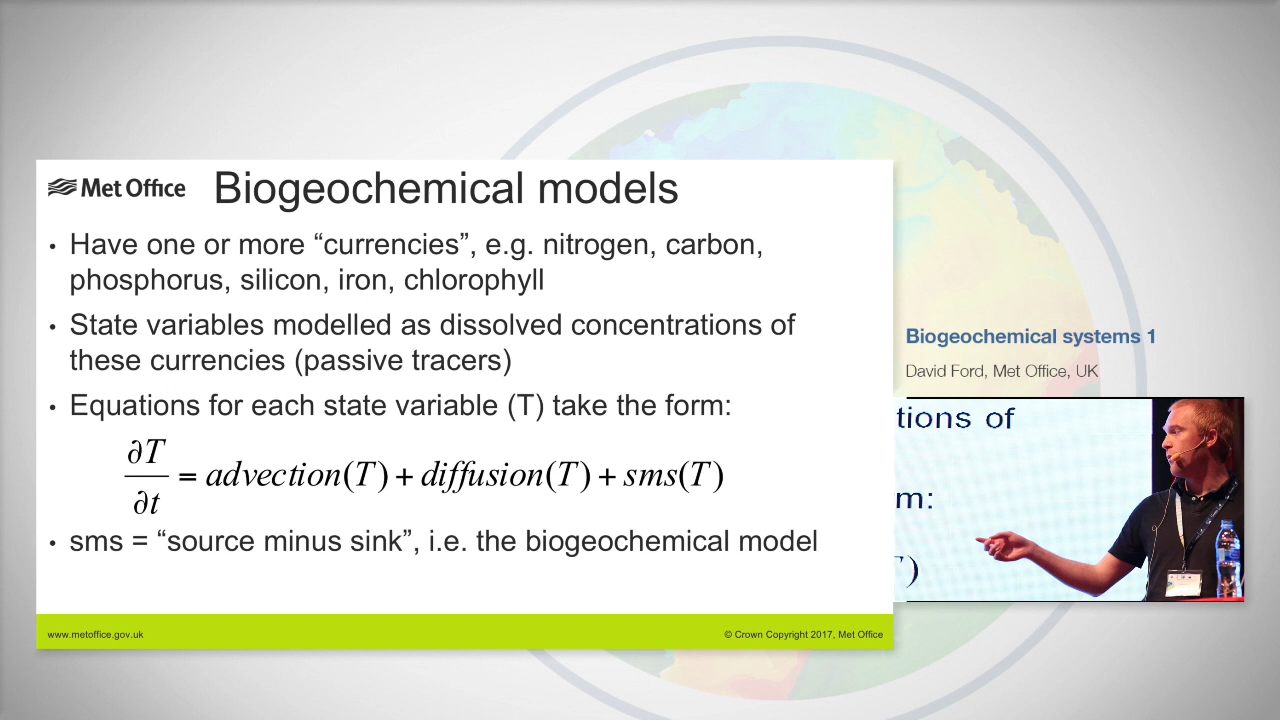 Met Office
Biogeochemical models
• Have one or more “currencies”, e.g. nitrogen, carbon,
phosphorus, silicon, iron, chlorophyll
• State variables modelled as dissolved concentrations of
these currencies (passive tracers)
• Equations for each state variable (T) take the form:
∂T/∂t = advection(T) + diffusion(T) + sms(T)
• sms = “source minus sink”, i.e. the biogeochemical model
www.metoffice.gov.uk
© Crown Copyright 2017, Met Office
Biogeochemical systems 1
David Ford, Met Office, UK
tions of
m:
T)